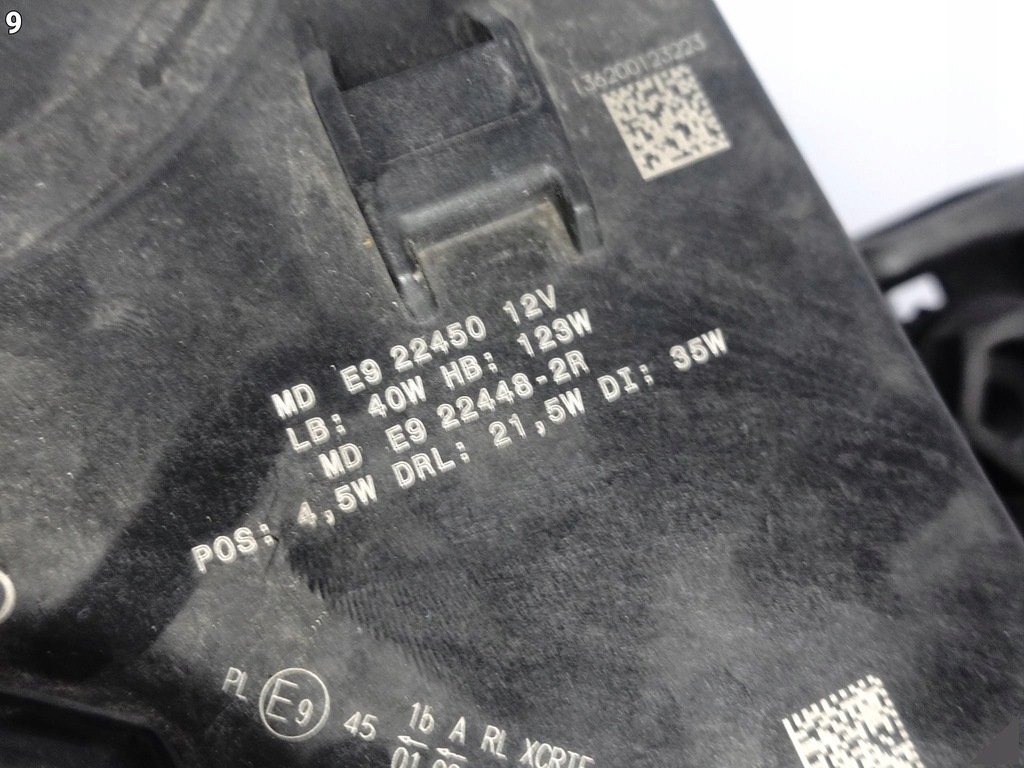 9
136200123223
MD E9 22450 12V
LB: 40W HB: 123W
MD E9 22448-2R
POS: 4,5W DRL: 21,5W DI: 35W
PL E9 45 1b A RL